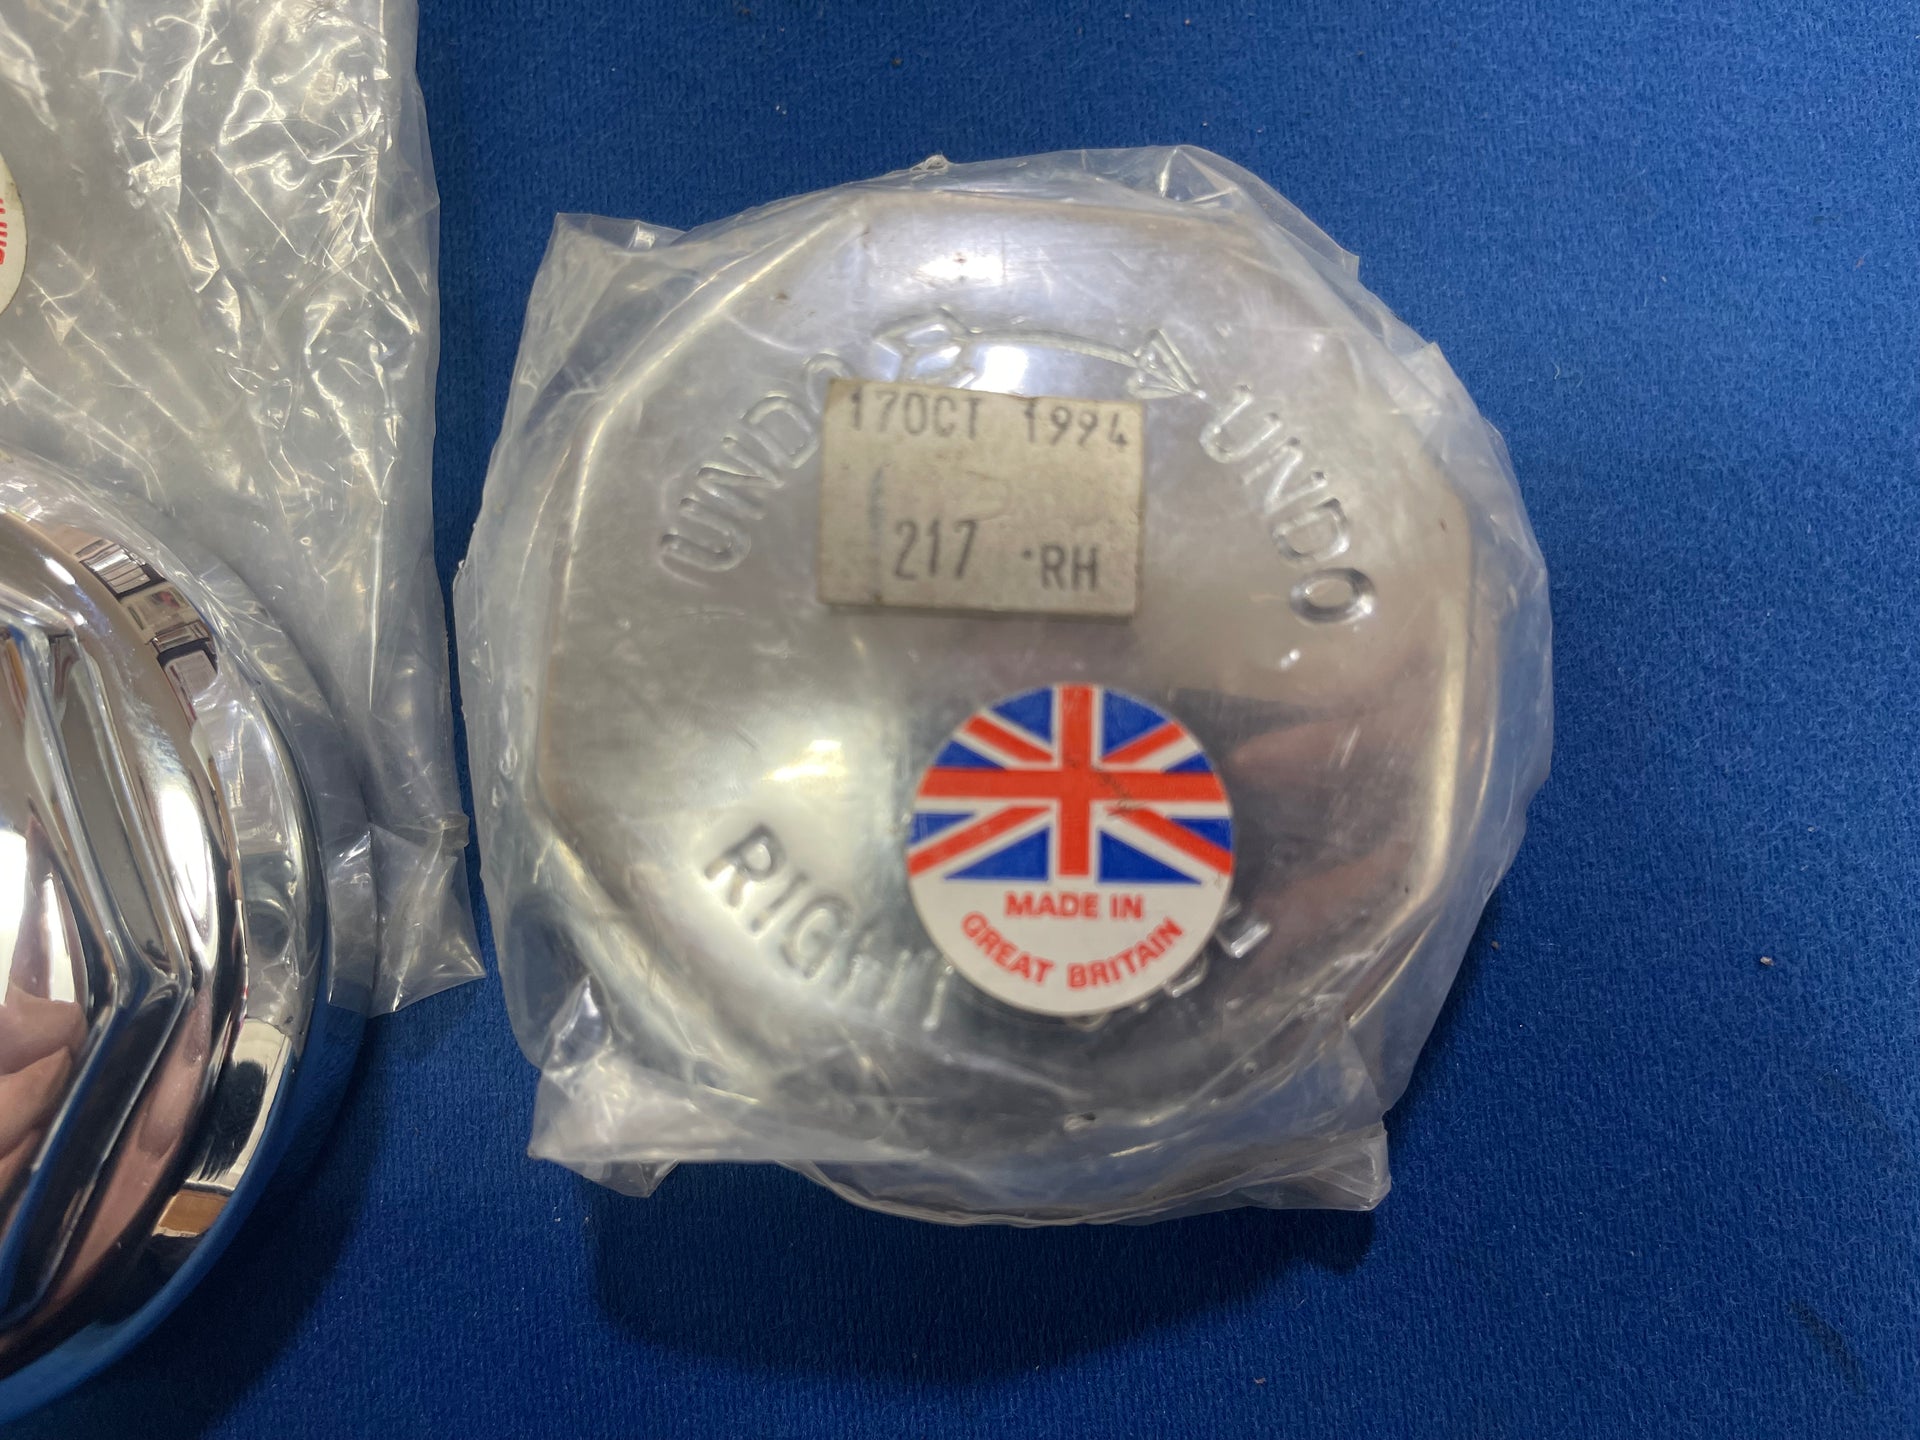 UNDO
UNDO
17OCT 1994
217 ·RH
MADE IN
GREAT BRITAIN
RIGHT